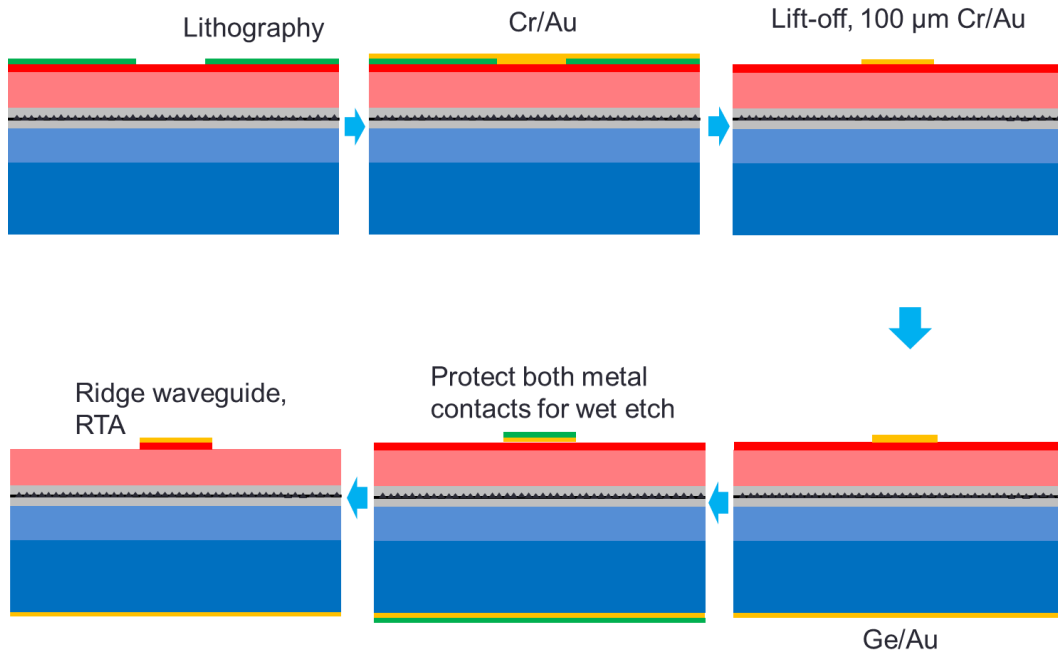 Lithography
Cr/Au
Lift-off, 100 µm Cr/Au
Ridge waveguide,
RTA
Protect both metal
contacts for wet etch
Ge/Au